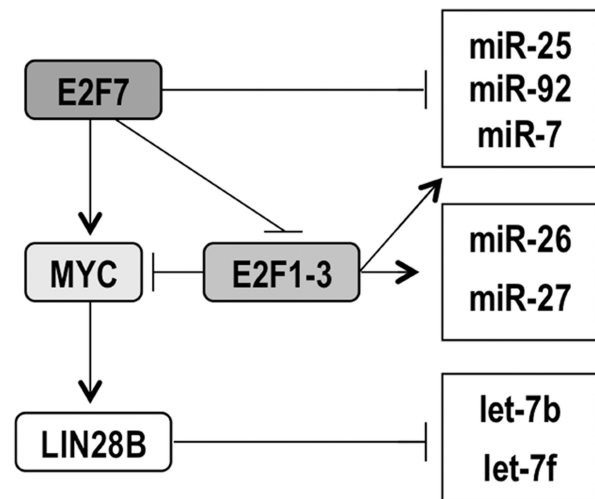 miR-25
miR-92
miR-7
E2F7
MYC
E2F1-3
miR-26
miR-27
LIN28B
let-7b
let-7f